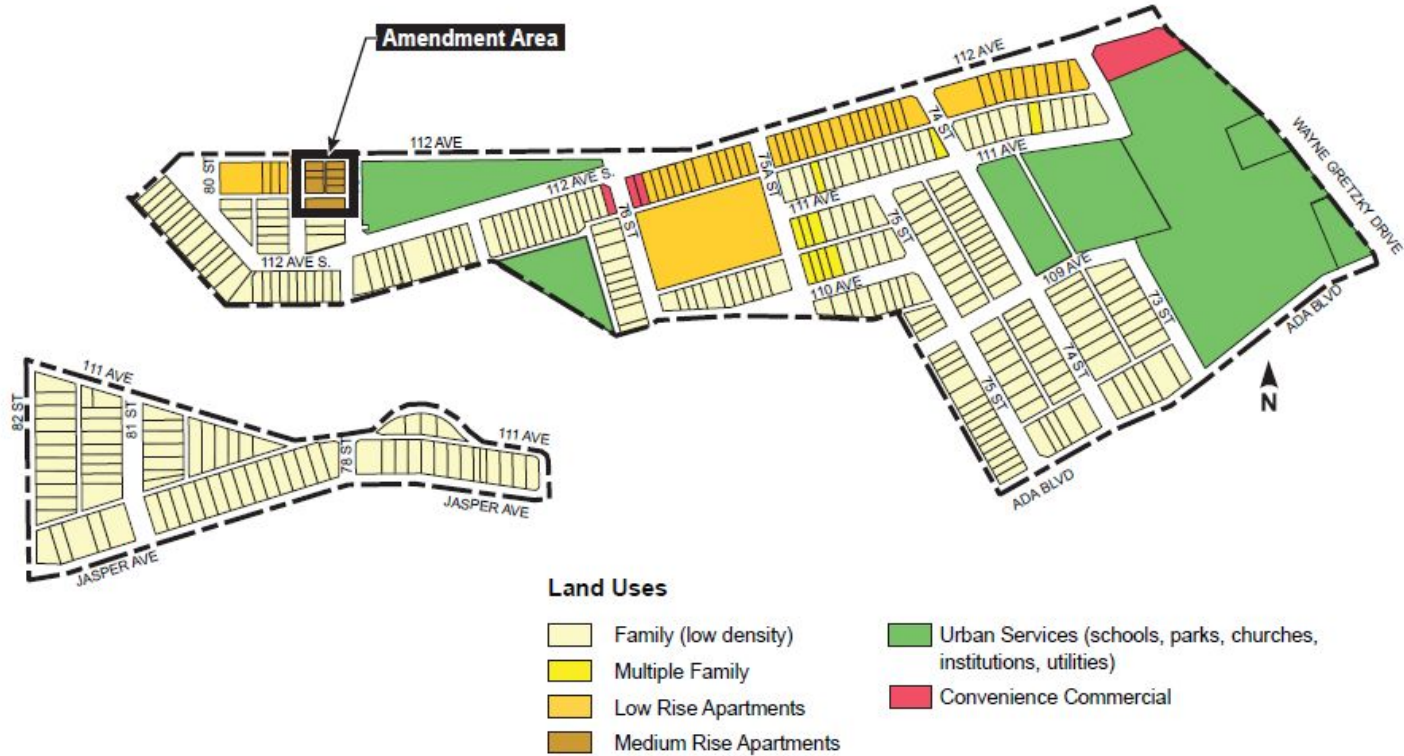 Amendment Area
112 AVE
WAYNE GRETZKY DRIVE
112 AVE
80 ST
74 ST
111 AVE
75A ST
112 AVE S.
76 ST
111 AVE
75 ST
112 AVE S.
110 AVE
109 AVE
73 ST
ADA BLVD
74 ST
75 ST
N
ADA BLVD
111 AVE
82 ST
81 ST
78 ST
111 AVE
JASPER AVE
JASPER AVE
Land Uses
Family (low density)
Multiple Family
Low Rise Apartments
Medium Rise Apartments
Urban Services (schools, parks, churches,
institutions, utilities)
Convenience Commercial